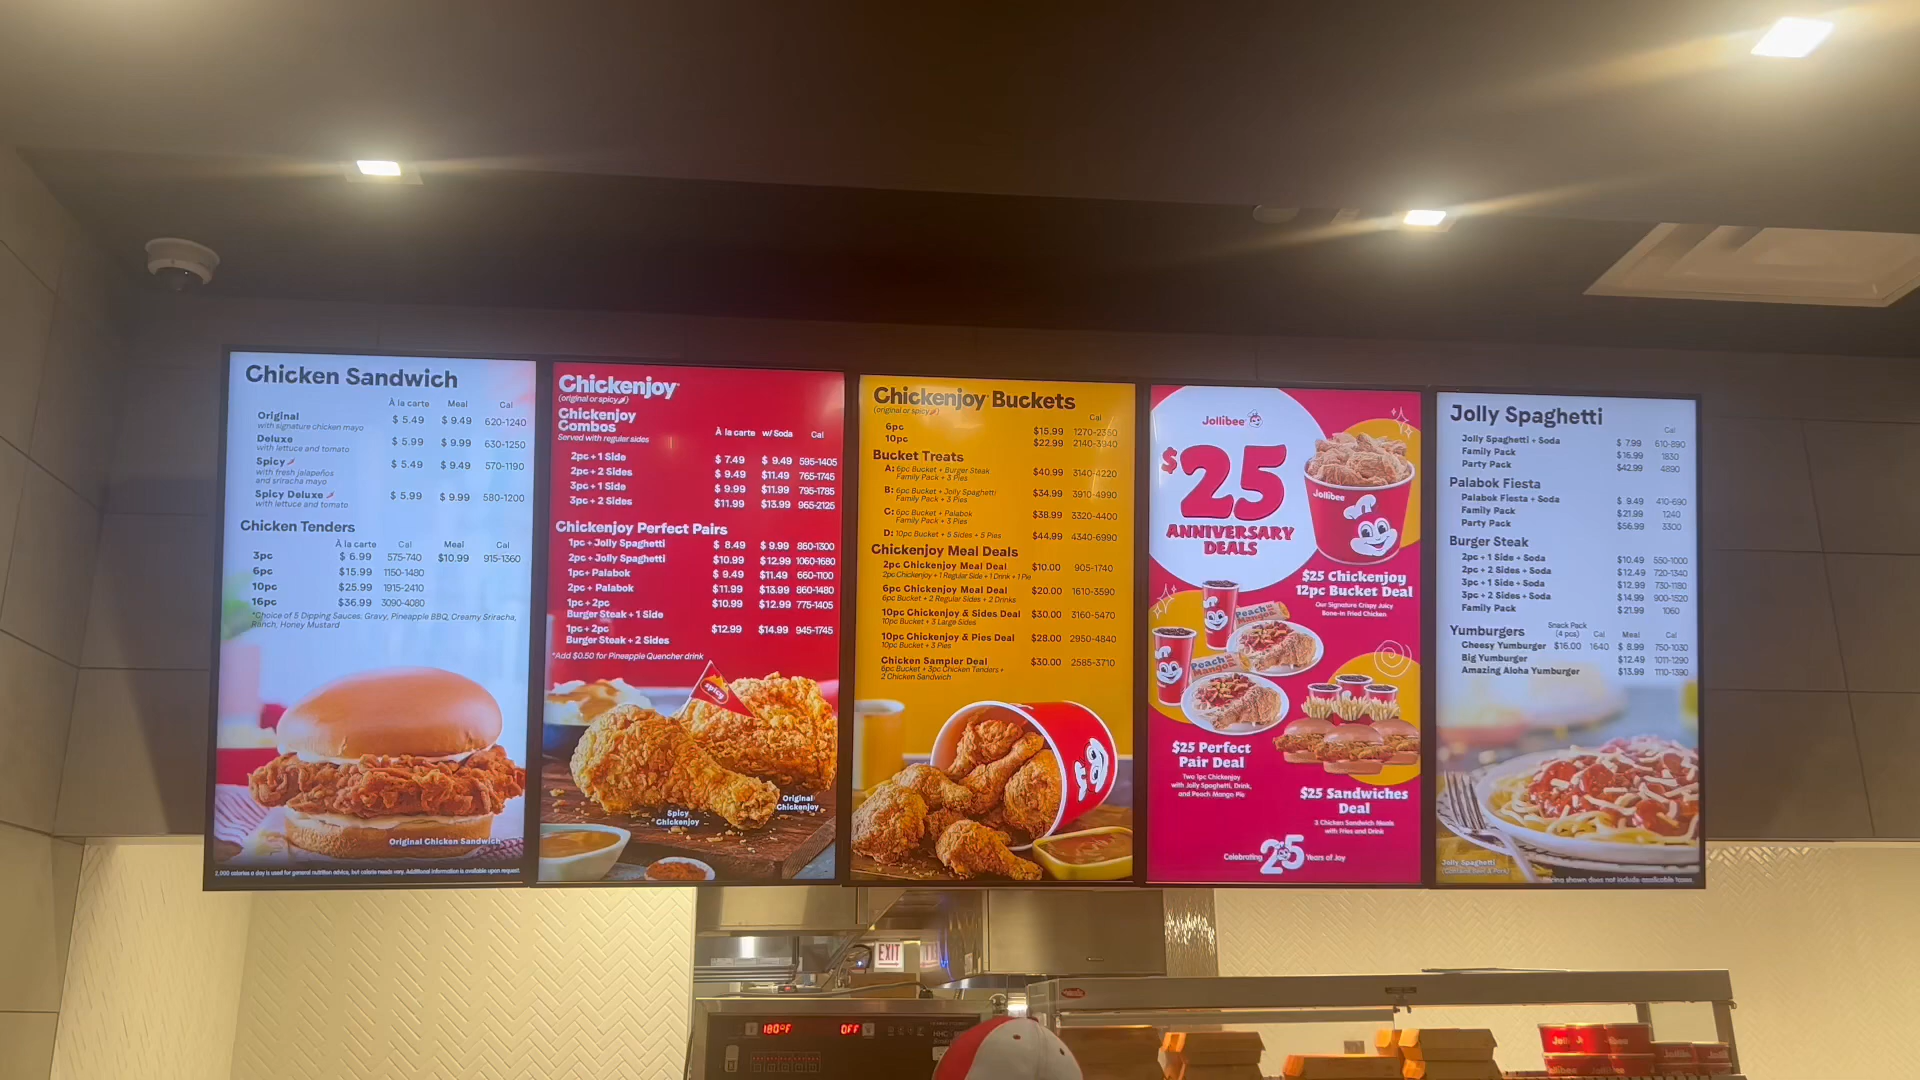 Chicken Sandwich
À la carte Meal Cal
Original $ 5.49 $ 9.49 620-1240
with signature chicken mayo
Deluxe $ 5.99 $ 9.99 630-1250
with lettuce and tomato
Spicy $ 5.49 $ 9.49 570-1190
with fresh jalapeños
and sriracha mayo
Spicy Deluxe $ 5.99 $ 9.99 580-1200
with lettuce and tomato
Chicken Tenders
À la carte Cal Meal Cal
3pc $ 6.99 575-740 $10.99 915-1360
6pc $15.99 1150-1480
10pc $25.99 1915-2410
16pc $36.99 3090-4080
*Choice of 5 Dipping Sauces: Gravy, Pineapple BBQ, Creamy Sriracha,
Ranch, Honey Mustard
Original Chicken Sandwich
2,000 calories a day is used for general nutrition advice, but calorie needs vary. Additional information is available upon request.
Chickenjoy
(original or spicy)
Chickenjoy
Combos
Served with regular sides
À la carte w/ Soda Cal
2pc + 1 Side $ 7.49 $ 9.49 595-1405
2pc + 2 Sides $ 9.49 $11.49 765-1745
3pc + 1 Side $ 9.99 $11.99 795-1785
3pc + 2 Sides $11.99 $13.99 965-2125
Chickenjoy Perfect Pairs
1pc + Jolly Spaghetti $ 8.49 $ 9.99 860-1300
2pc + Jolly Spaghetti $10.99 $12.99 1060-1680
1pc + Palabok $ 9.49 $11.49 660-1100
2pc + Palabok $11.99 $13.99 860-1480
1pc + 2pc $10.99 $12.99 775-1405
Burger Steak + 1 Side
1pc + 2pc $12.99 $14.99 945-1745
Burger Steak + 2 Sides
*Add $0.50 for Pineapple Quencher drink
Spicy
Spicy
Chickenjoy
Original
Chickenjoy
Chickenjoy Buckets
(original or spicy)
Cal
6pc $15.99 1270-2350
10pc $22.99 2140-3940
Bucket Treats
A: 6pc Bucket + Burger Steak $40.99 3140-4220
Family Pack + 3 Pies
B: 6pc Bucket + Jolly Spaghetti $34.99 3910-4990
Family Pack + 3 Pies
C: 6pc Bucket + Palabok $38.99 3320-4400
Family Pack + 3 Pies
D: 10pc Bucket + 5 Sides + 5 Pies $44.99 4340-6990
Chickenjoy Meal Deals
2pc Chickenjoy Meal Deal $10.00 905-1740
2pc Chickenjoy + 1 Regular Side + 1 Drink + 1 Pie
6pc Chickenjoy Meal Deal $20.00 1610-3590
6pc Bucket + 2 Regular Sides + 2 Drinks
10pc Chickenjoy & Sides Deal $30.00 3160-5470
10pc Bucket + 3 Large Sides
10pc Chickenjoy & Pies Deal $28.00 2950-4840
10pc Bucket + 3 Pies
Chicken Sampler Deal $30.00 2585-3710
6pc Bucket + 3pc Chicken Tenders +
2 Chicken Sandwich
Jollibee
$25
ANNIVERSARY
DEALS
Jollibee
$25 Chickenjoy
12pc Bucket Deal
Our Signature Crispy Juicy
Bone-In Fried Chicken
Peach Mango
Peach Mango
$25 Perfect
Pair Deal
Two 1pc Chickenjoy
with Jolly Spaghetti, Drink,
and Peach Mango Pie
$25 Sandwiches
Deal
3 Chicken Sandwich Meals
with Fries and Drink
Celebrating 25 Years of Joy
Jolly Spaghetti
Cal
Jolly Spaghetti + Soda $ 7.99 610-890
Family Pack $16.99 1830
Party Pack $42.99 4890
Palabok Fiesta
Palabok Fiesta + Soda $ 9.49 410-690
Family Pack $21.99 1240
Party Pack $56.99 3300
Burger Steak
2pc + 1 Side + Soda $10.49 550-1000
2pc + 2 Sides + Soda $12.49 720-1340
3pc + 1 Side + Soda $12.99 730-1180
3pc + 2 Sides + Soda $14.99 900-1520
Family Pack $21.99 1060
Yumburgers Snack Pack (4 pcs) Cal Meal Cal
Cheesy Yumburger $16.00 1640 $ 8.99 750-1030
Big Yumburger $12.49 1011-1290
Amazing Aloha Yumburger $13.99 1110-1390
Jolly Spaghetti
(Contains Beef & Pork)
shown does not include applicable taxes.
EXIT
180°F OFF